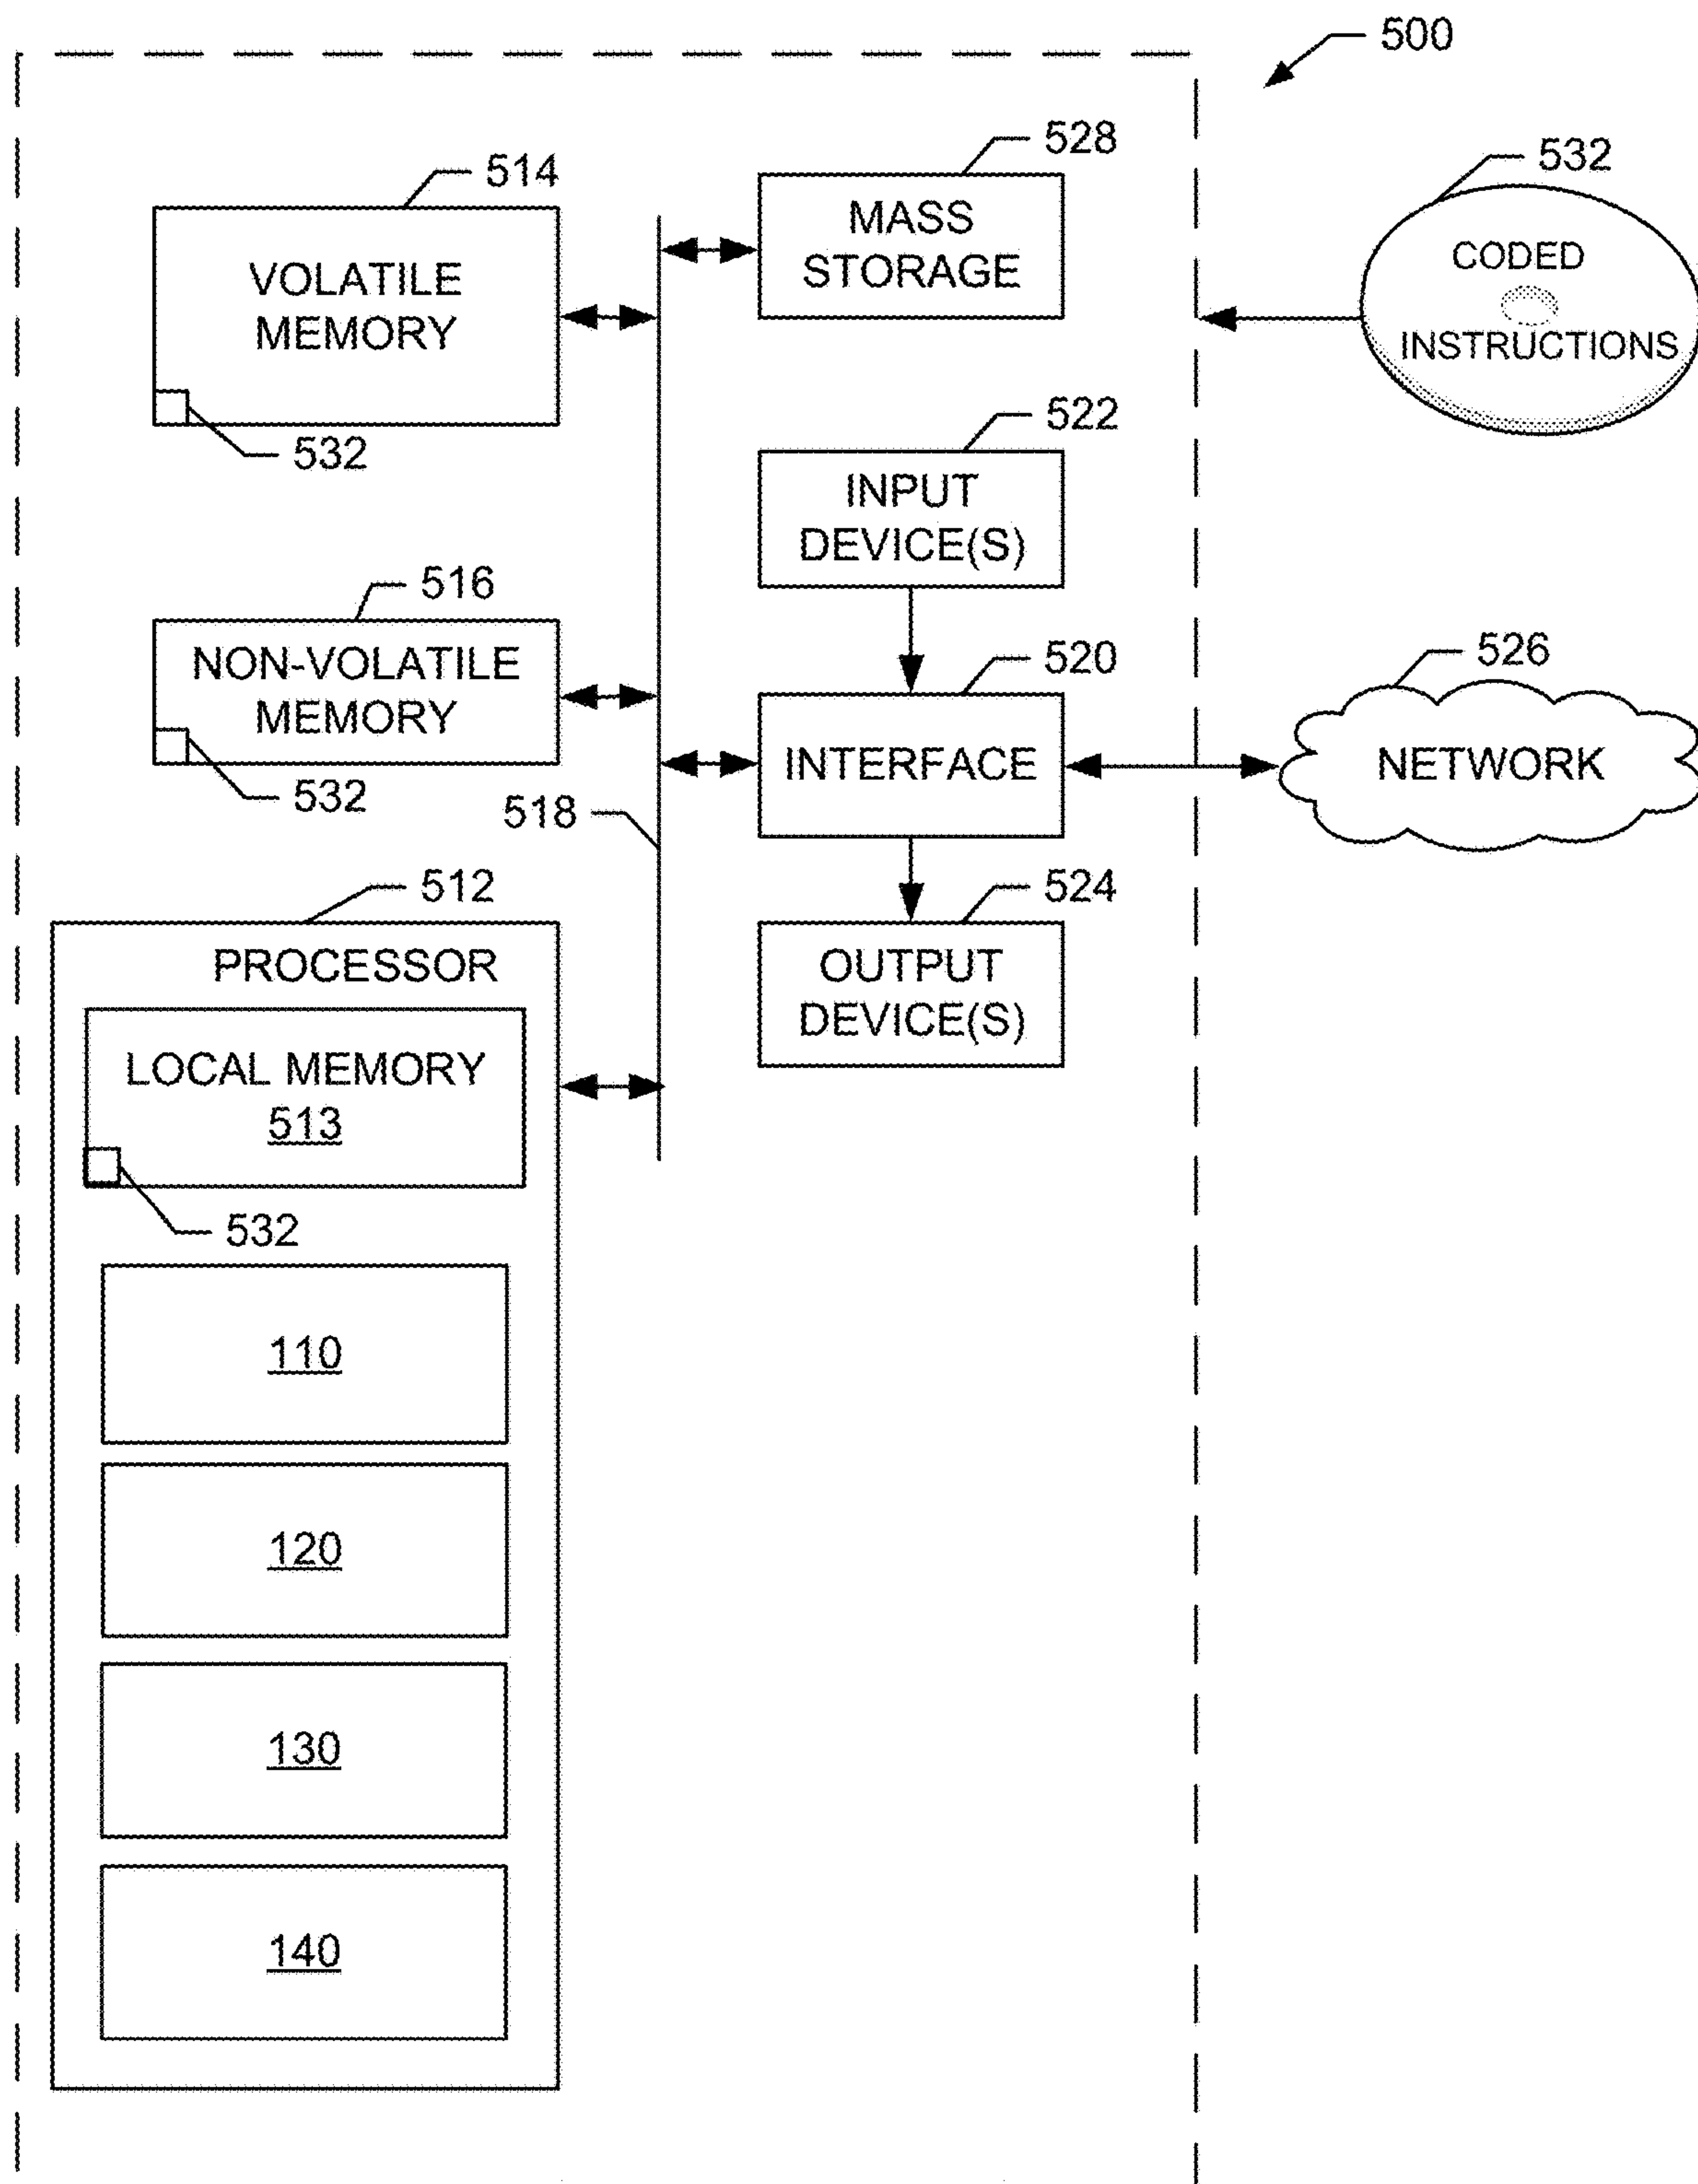 500
528
532
514
MASS
STORAGE
CODED
INSTRUCTIONS
VOLATILE
MEMORY
522
532
INPUT
DEVICE(S)
516
520
526
NON-VOLATILE
MEMORY
INTERFACE
NETWORK
532
518
512
524
PROCESSOR
OUTPUT
DEVICE(S)
LOCAL MEMORY
513
532
110
120
130
140